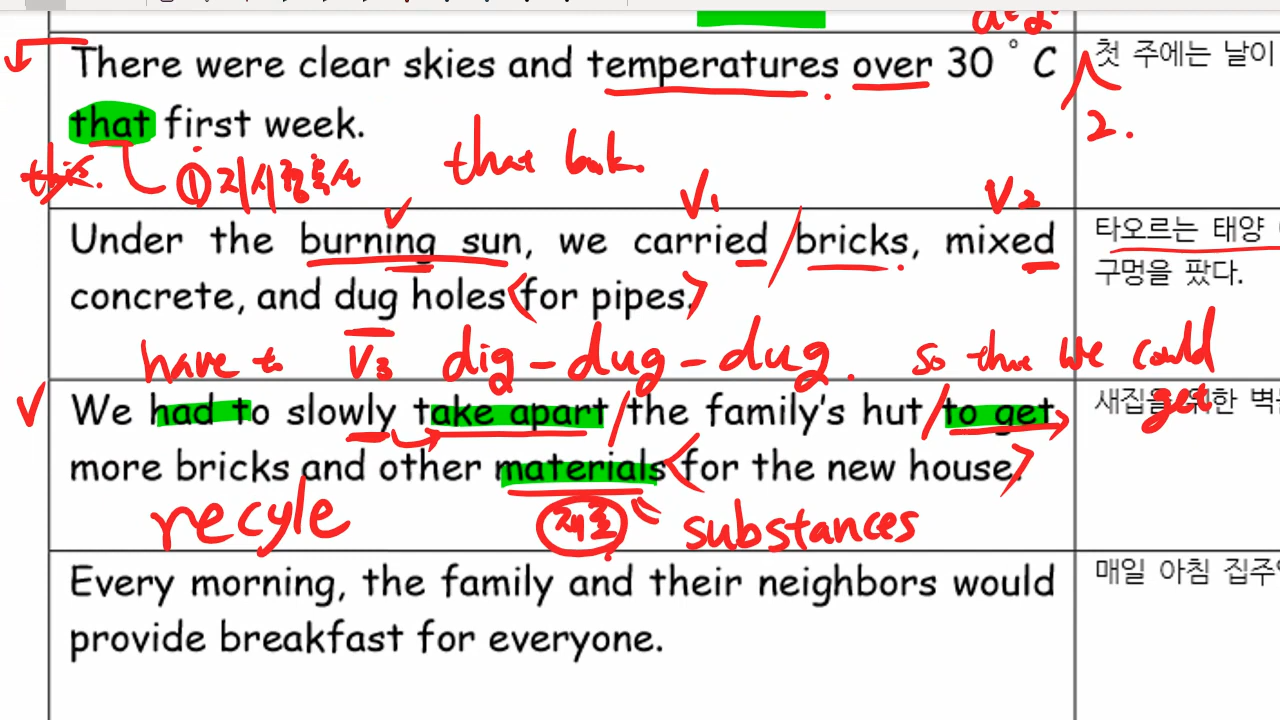 There were clear skies and temperatures over 30 ° C
첫 주에는 날이
that first week.
2.
this.
① 지시형용사
that book.
V1
V2
Under the burning sun, we carried bricks, mixed
타오르는 태양
concrete, and dug holes for pipes.
구멍을 팠다.
have to
V3
dig - dug - dug.
so that we could
get
We had to slowly take apart the family's hut to get
새집을 위한
more bricks and other materials for the new house.
recyle
재료
substances
Every morning, the family and their neighbors would
매일 아침
provide breakfast for everyone.